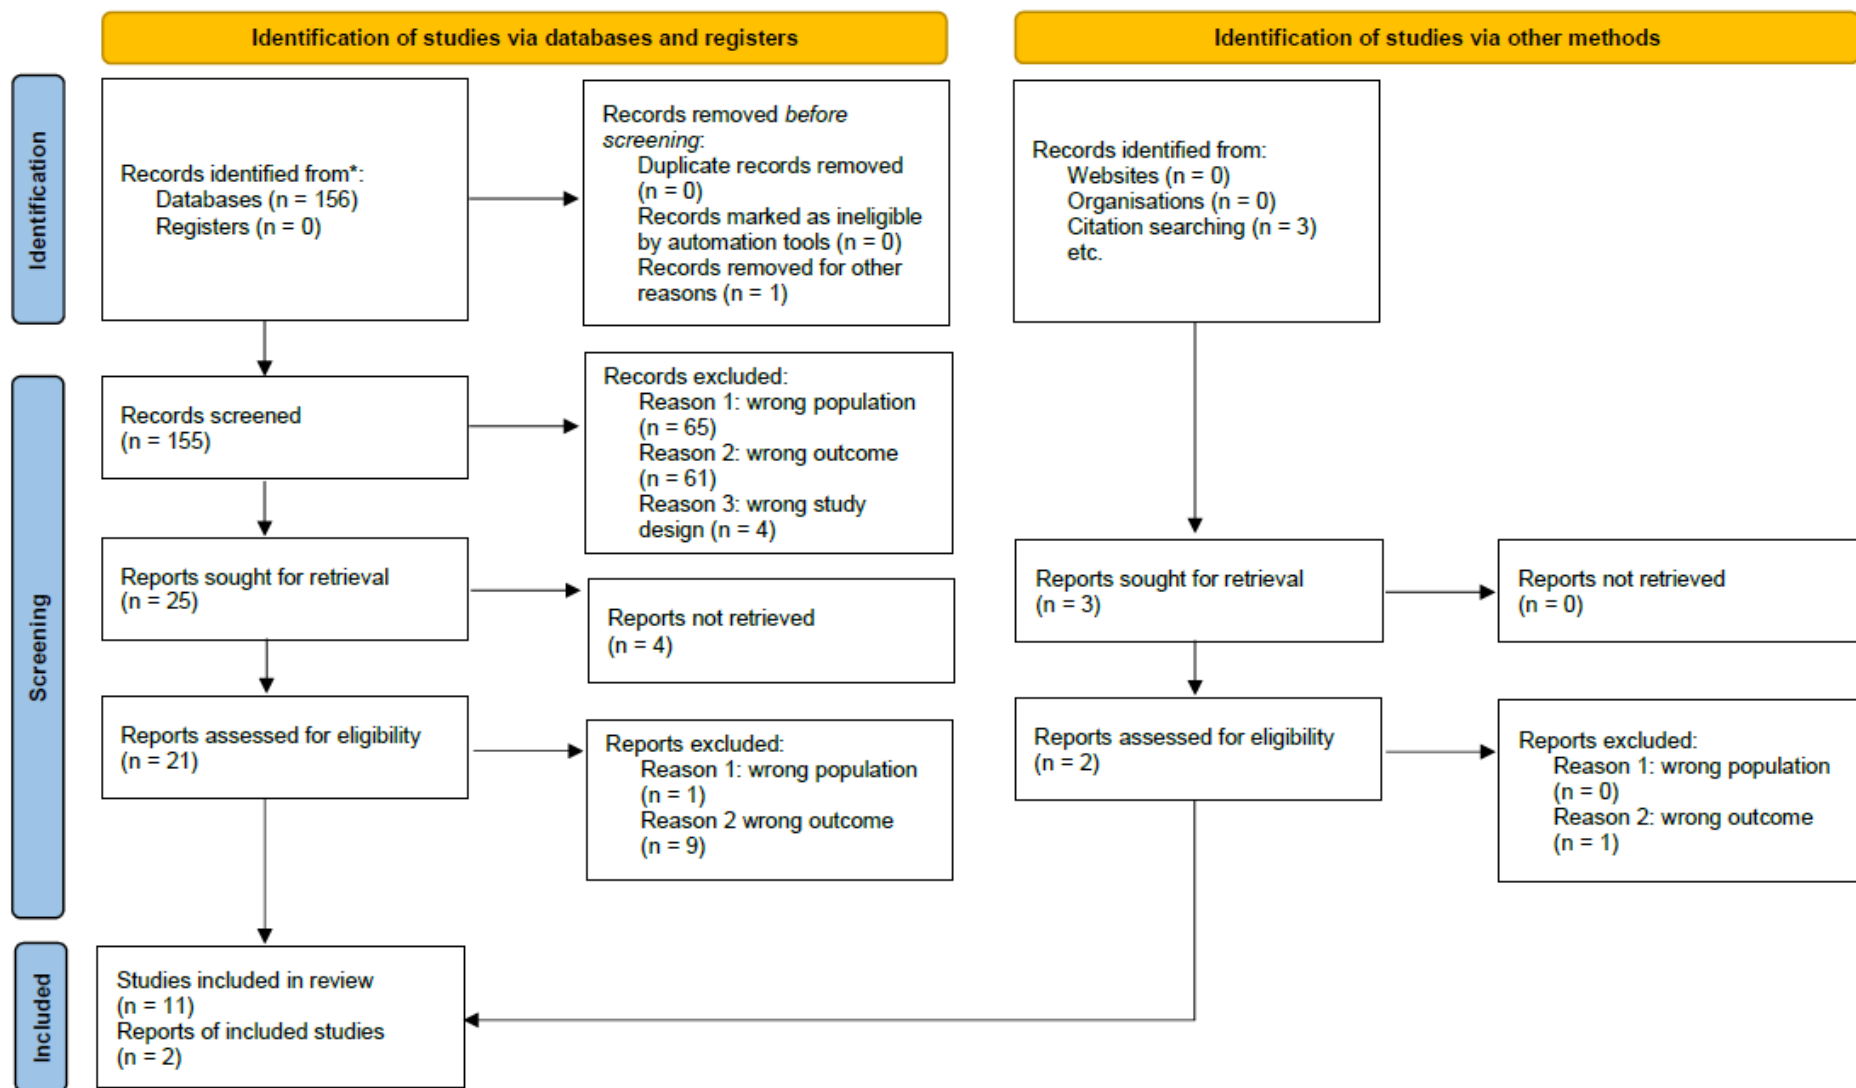 Identification of studies via databases and registers
Identification of studies via other methods
Identification
Records identified from*:
Databases (n = 156)
Registers (n = 0)
Records removed before
screening:
Duplicate records removed
(n = 0)
Records marked as ineligible
by automation tools (n = 0)
Records removed for other
reasons (n = 1)
Records identified from:
Websites (n = 0)
Organisations (n = 0)
Citation searching (n = 3)
etc.
Screening
Records screened
(n = 155)
Records excluded:
Reason 1: wrong population
(n = 65)
Reason 2: wrong outcome
(n = 61)
Reason 3: wrong study
design (n = 4)
Reports sought for retrieval
(n = 25)
Reports not retrieved
(n = 4)
Reports sought for retrieval
(n = 3)
Reports not retrieved
(n = 0)
Reports assessed for eligibility
(n = 21)
Reports excluded:
Reason 1: wrong population
(n = 1)
Reason 2 wrong outcome
(n = 9)
Reports assessed for eligibility
(n = 2)
Reports excluded:
Reason 1: wrong population
(n = 0)
Reason 2: wrong outcome
(n = 1)
Included
Studies included in review
(n = 11)
Reports of included studies
(n = 2)